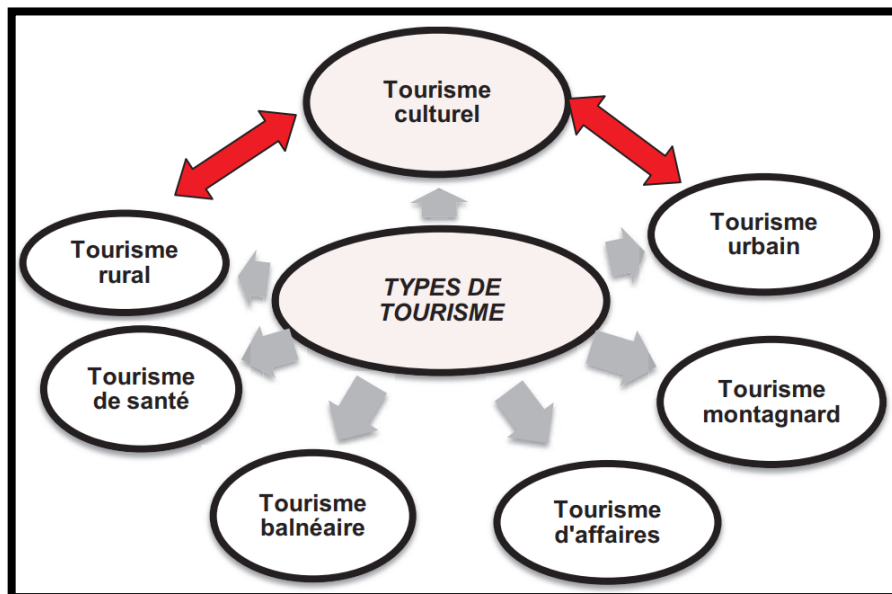 Tourisme
culturel
Tourisme
rural
Tourisme
urbain
TYPES DE
TOURISME
Tourisme
de santé
Tourisme
montagnard
Tourisme
balnéaire
Tourisme
d'affaires